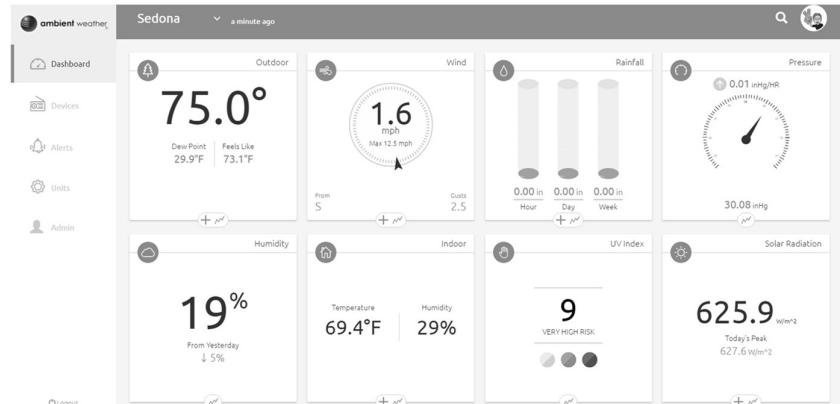 ambient weather
Sedona
a minute ago
Dashboard
Devices
Alerts
Units
Admin
Outdoor
75.0°
Dew Point
29.9°F
Feels Like
73.1°F
Wind
1.6
mph
Max 12.5 mph
From
S
Gusts
2.5
Rainfall
0.00 in
Hour
0.00 in
Day
0.00 in
Week
Pressure
0.01 inHg/HR
30.08 inHg
Humidity
19%
From Yesterday
↓ 5%
Indoor
Temperature
69.4°F
Humidity
29%
UV Index
9
VERY HIGH RISK
Solar Radiation
625.9 W/m^2
Today's Peak
627.6 W/m^2
Logout